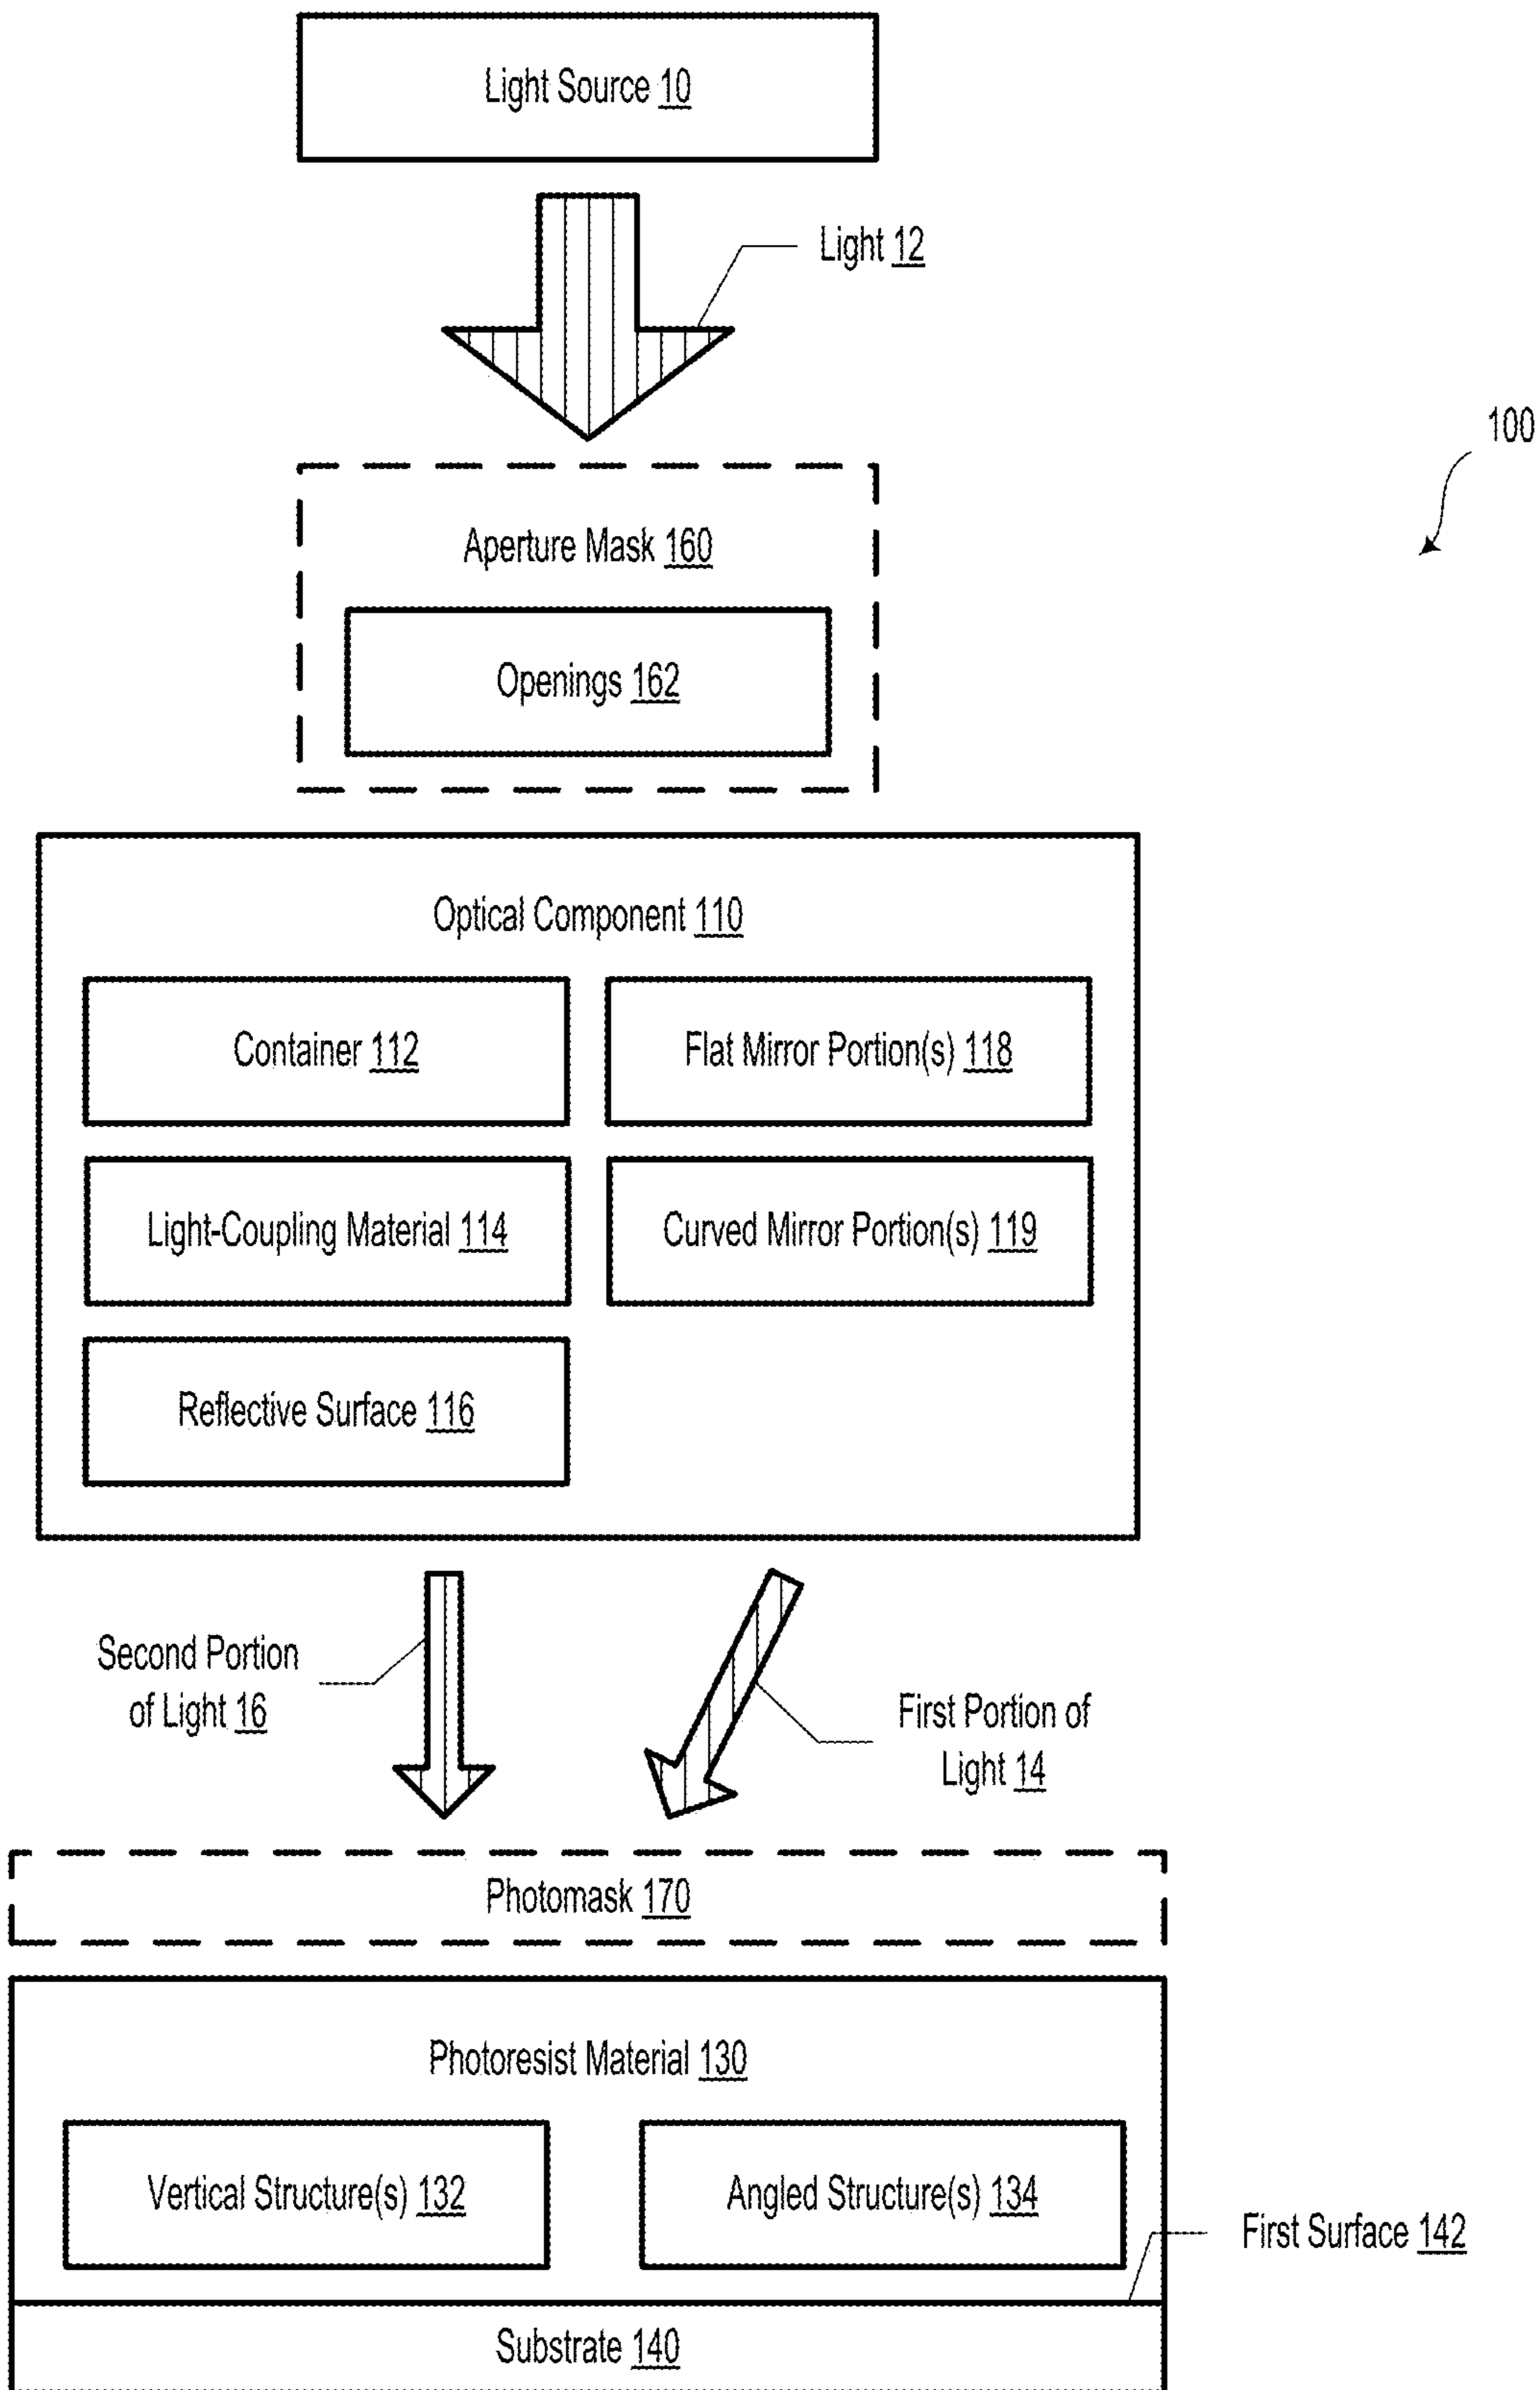 Light Source 10
Light 12
100
Aperture Mask 160
Openings 162
Optical Component 110
Container 112
Flat Mirror Portion(s) 118
Light-Coupling Material 114
Curved Mirror Portion(s) 119
Reflective Surface 116
Second Portion
of Light 16
First Portion of
Light 14
Photomask 170
Photoresist Material 130
Vertical Structure(s) 132
Angled Structure(s) 134
First Surface 142
Substrate 140